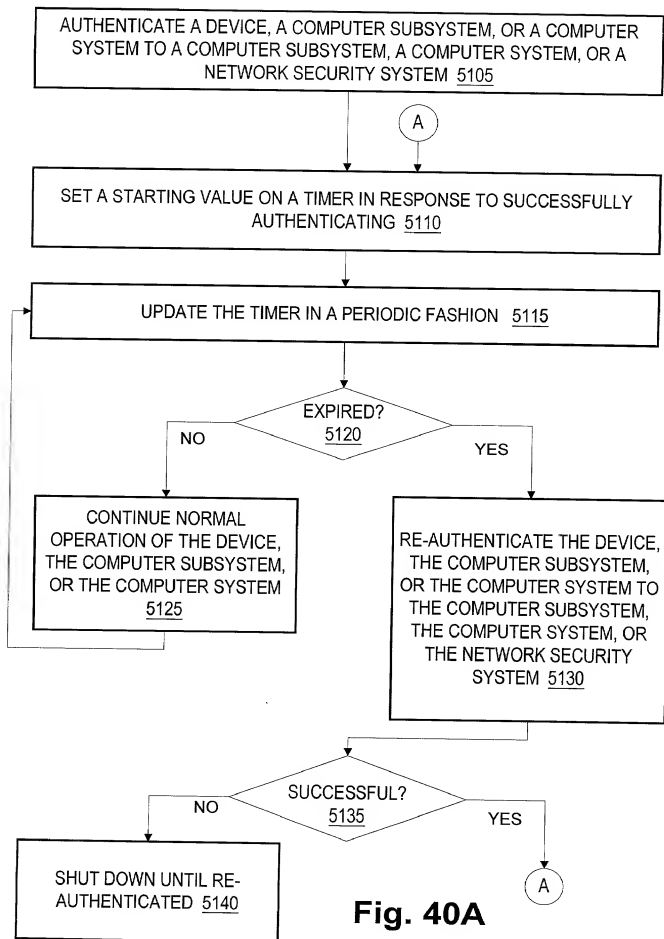 AUTHENTICATE A DEVICE, A COMPUTER SUBSYSTEM, OR A COMPUTER
SYSTEM TO A COMPUTER SUBSYSTEM, A COMPUTER SYSTEM, OR A
NETWORK SECURITY SYSTEM 5105
A
SET A STARTING VALUE ON A TIMER IN RESPONSE TO SUCCESSFULLY
AUTHENTICATING 5110
UPDATE THE TIMER IN A PERIODIC FASHION 5115
EXPIRED?
5120
NO
YES
CONTINUE NORMAL
OPERATION OF THE DEVICE,
THE COMPUTER SUBSYSTEM,
OR THE COMPUTER SYSTEM
5125
RE-AUTHENTICATE THE DEVICE,
THE COMPUTER SUBSYSTEM,
OR THE COMPUTER SYSTEM TO
THE COMPUTER SUBSYSTEM,
THE COMPUTER SYSTEM, OR
THE NETWORK SECURITY
SYSTEM 5130
SUCCESSFUL?
5135
NO
YES
SHUT DOWN UNTIL RE-
AUTHENTICATED 5140
A
Fig. 40A